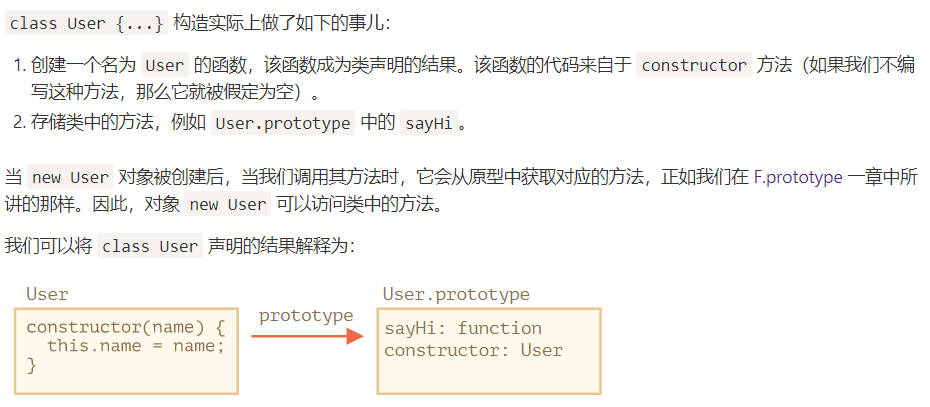 class User {...} 构造实际上做了如下的事儿：
1. 创建一个名为 User 的函数，该函数成为类声明的结果。该函数的代码来自于 constructor 方法（如果我们不编
写这种方法，那么它就被假定为空）。
2. 存储类中的方法，例如 User.prototype 中的 sayHi。
当 new User 对象被创建后，当我们调用其方法时，它会从原型中获取对应的方法，正如我们在 F.prototype 一章中所
讲的那样。因此，对象 new User 可以访问类中的方法。
我们可以将 class User 声明的结果解释为：
User
constructor(name) {
this.name = name;
}
prototype
User.prototype
sayHi: function
constructor: User